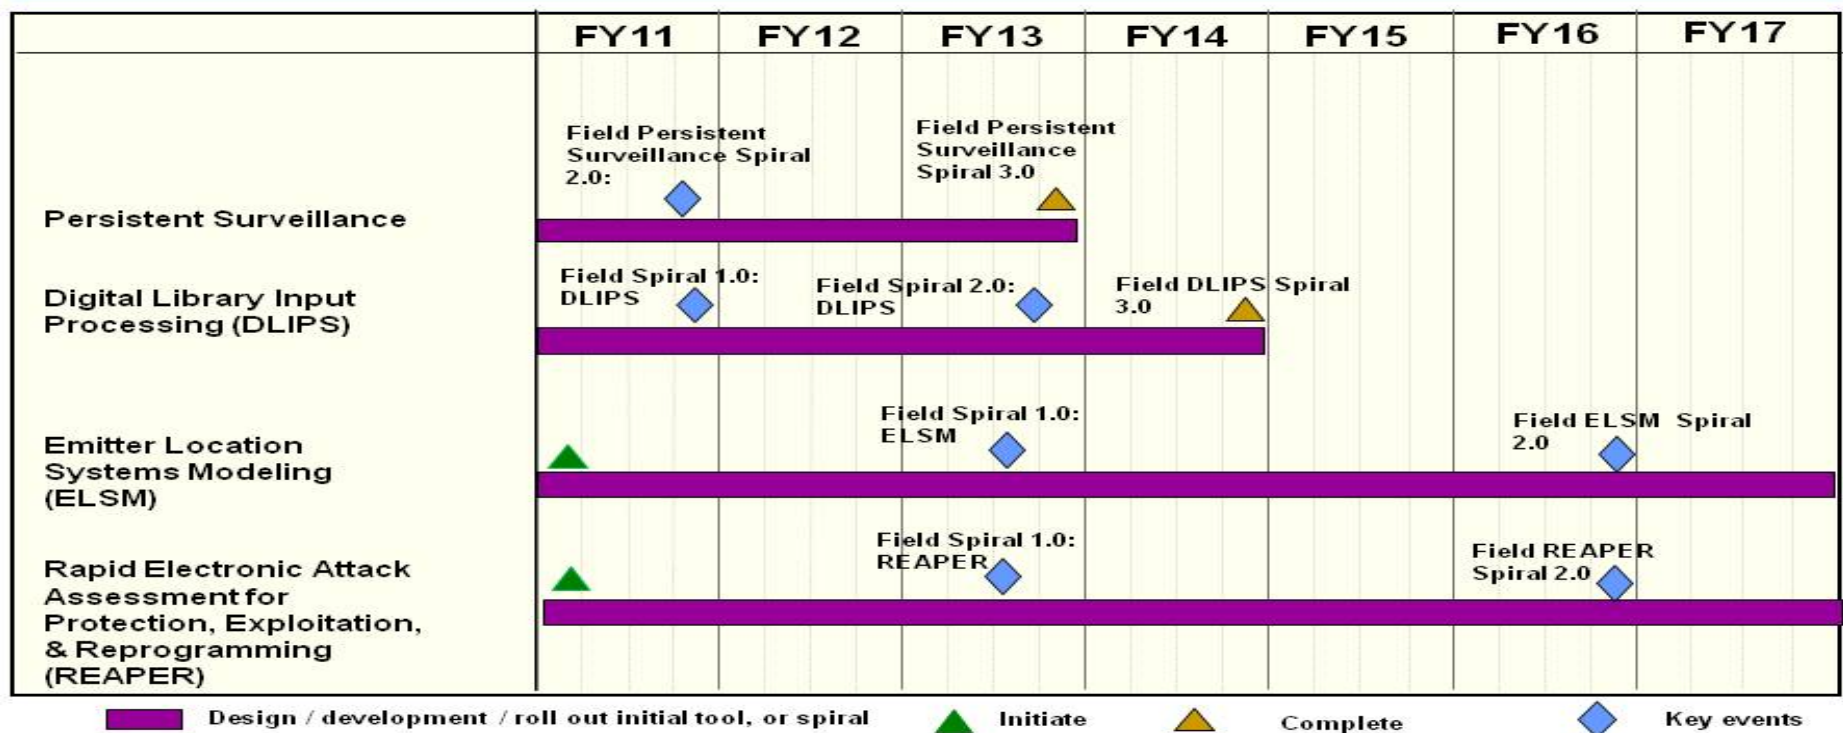 FY11 FY12 FY13 FY14 FY15 FY16 FY17
Persistent Surveillance
Field Persistent
Surveillance Spiral
2.0:
Field Persistent
Surveillance
Spiral 3.0
Digital Library Input
Processing (DLIPS)
Field Spiral 1.0:
DLIPS
Field Spiral 2.0:
DLIPS
Field DLIPS Spiral
3.0
Emitter Location
Systems Modeling
(ELSM)
Field Spiral 1.0:
ELSM
Field ELSM Spiral
2.0
Rapid Electronic Attack
Assessment for
Protection, Exploitation,
& Reprogramming
(REAPER)
Field Spiral 1.0:
REAPER
Field REAPER
Spiral 2.0
Design / development / roll out initial tool, or spiral
Initiate
Complete
Key events